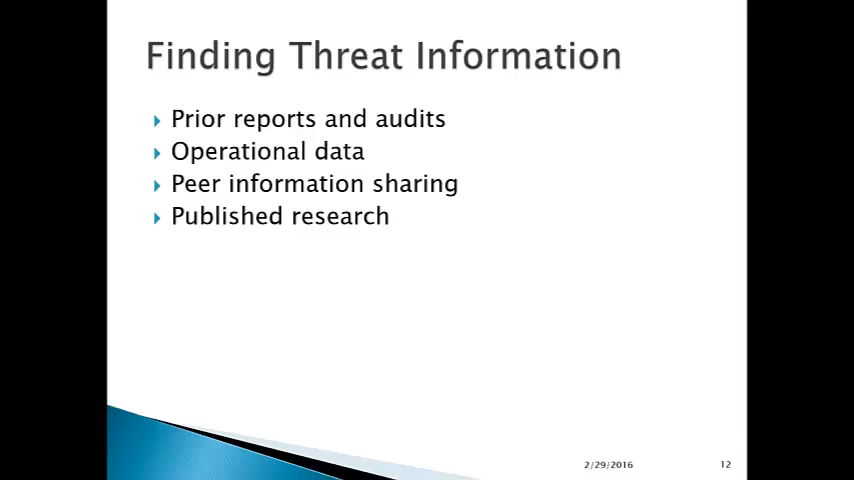 Finding Threat Information
Prior reports and audits
Operational data
Peer information sharing
Published research
2/29/2016 12